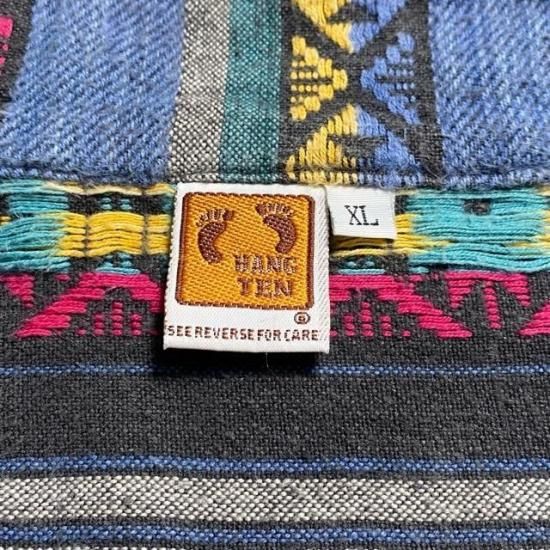 HANG
TEN
®
SEE REVERSE FOR CARE
XL